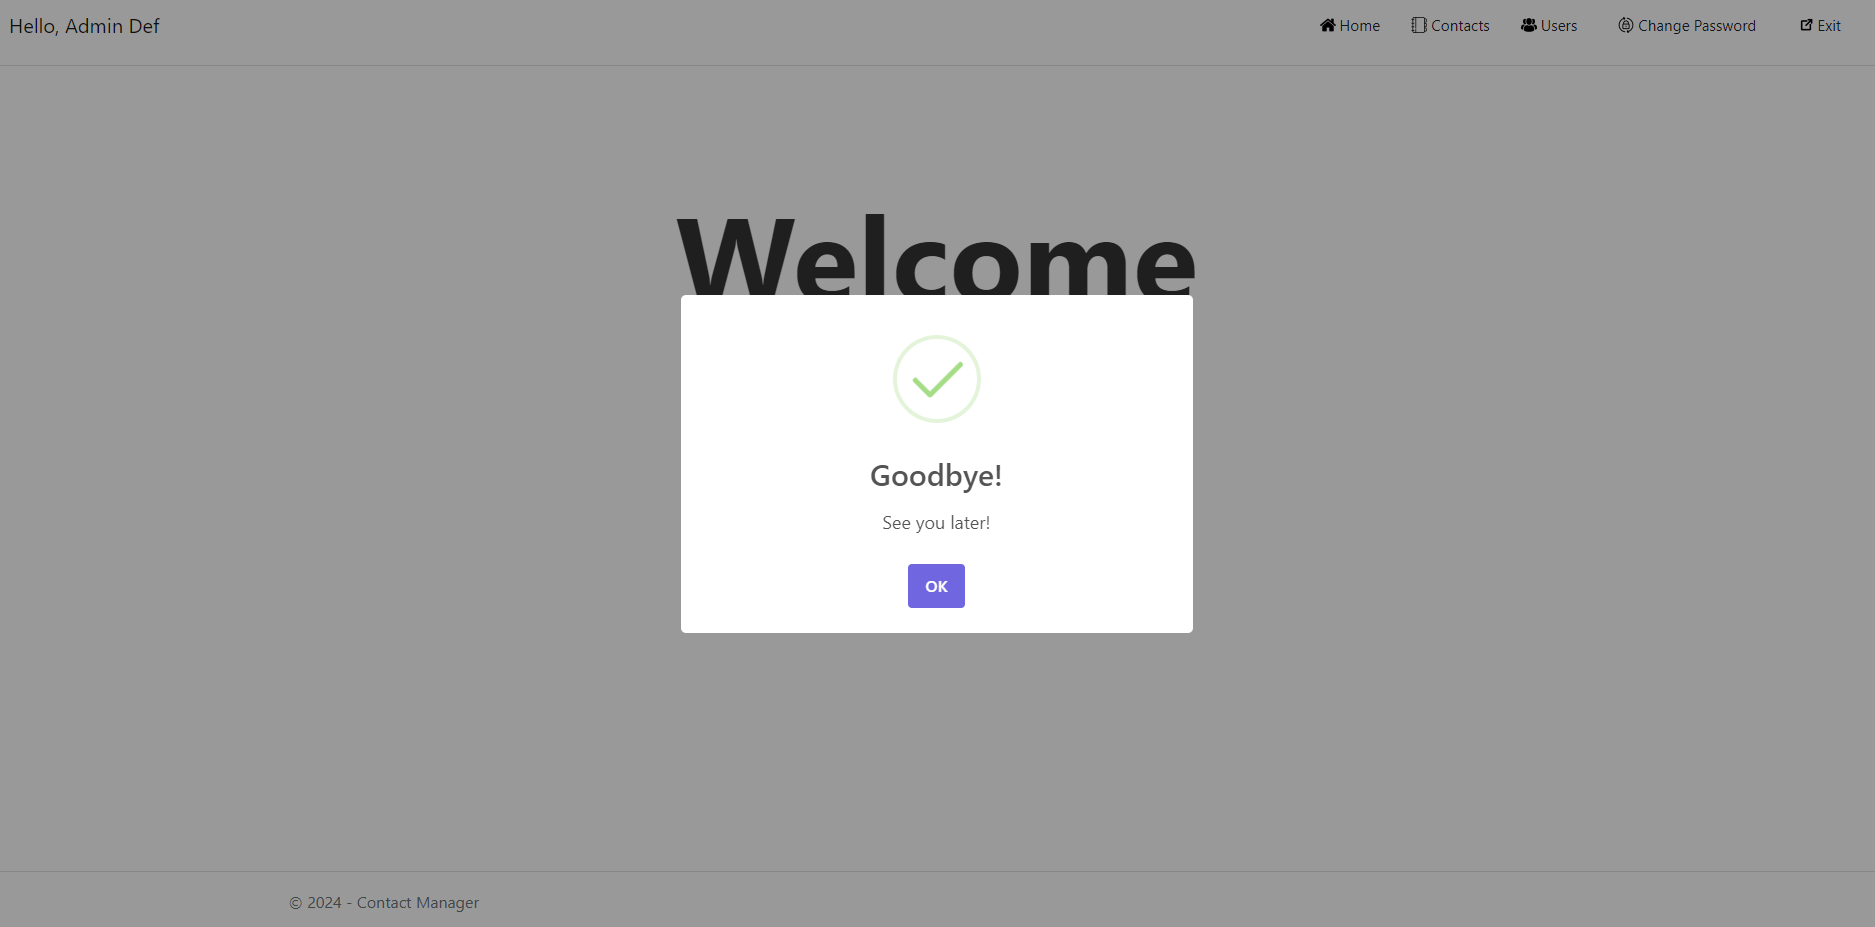 Hello, Admin Def
Home Contacts Users Change Password Exit
Welcome
Goodbye!
See you later!
OK
© 2024 - Contact Manager